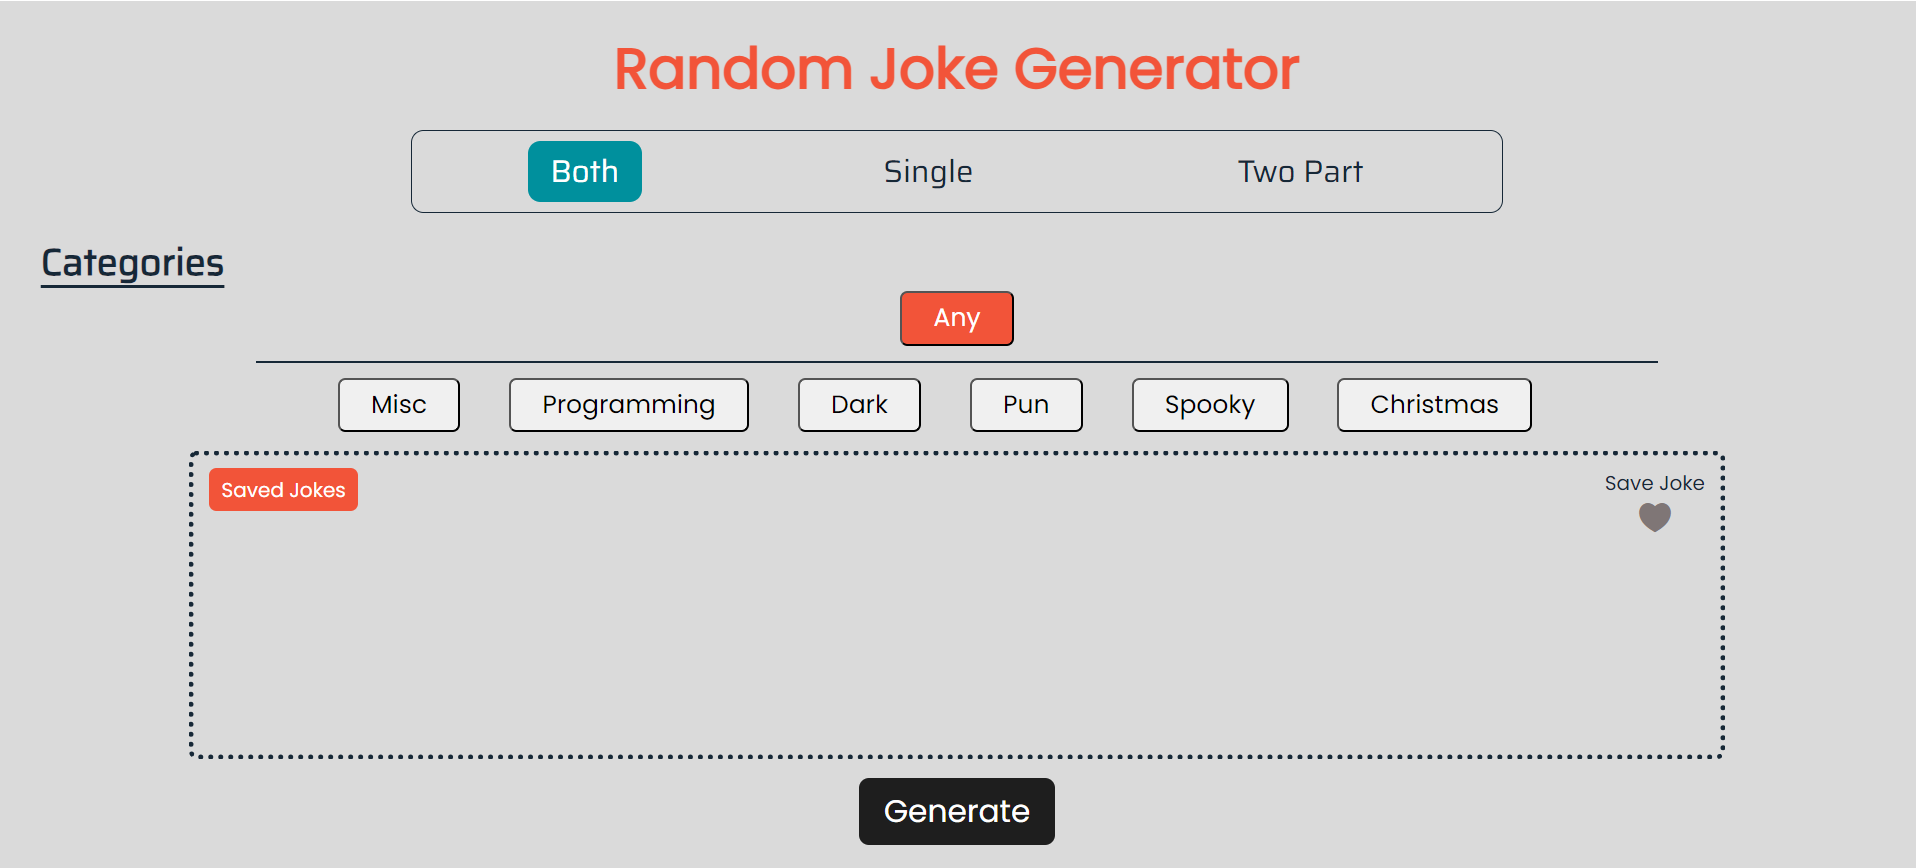 Random Joke Generator
Both Single Two Part
Categories
Any
Misc Programming Dark Pun Spooky Christmas
Saved Jokes Save Joke
Generate